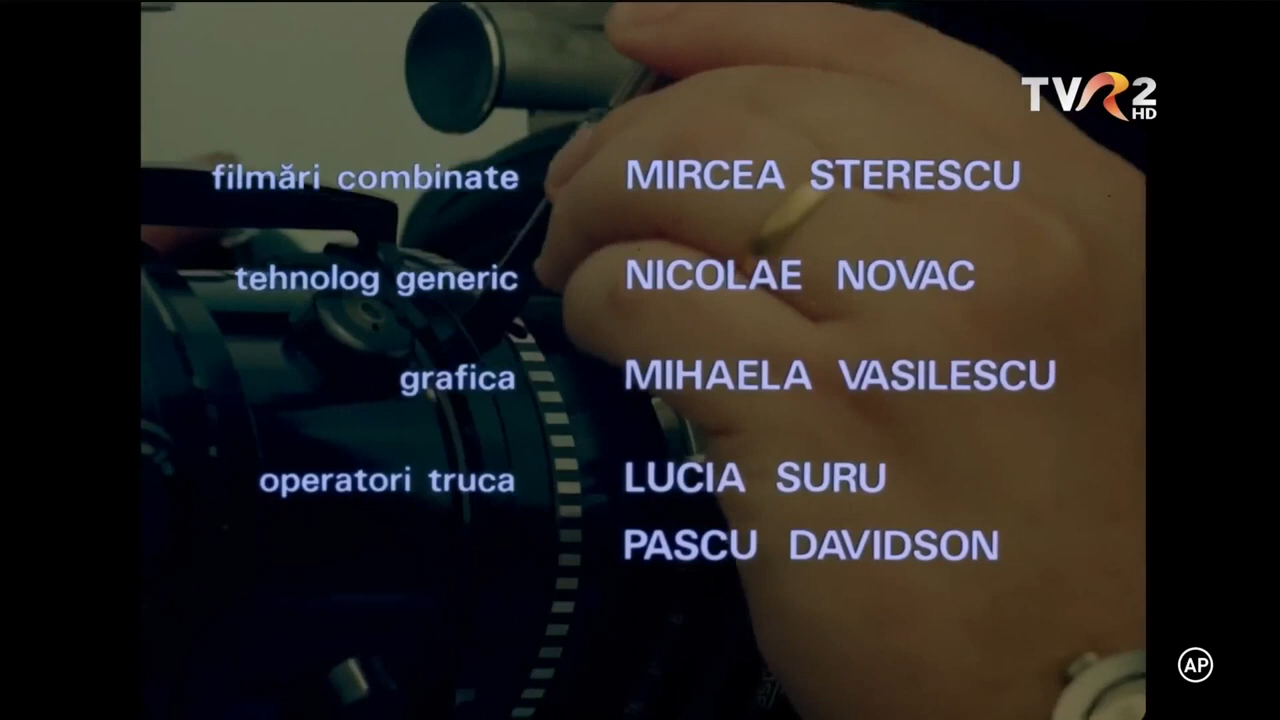 TVR2
HD
filmări combinate MIRCEA STERESCU
tehnolog generic NICOLAE NOVAC
grafica MIHAELA VASILESCU
operatori truca LUCIA SURU
PASCU DAVIDSON
AP